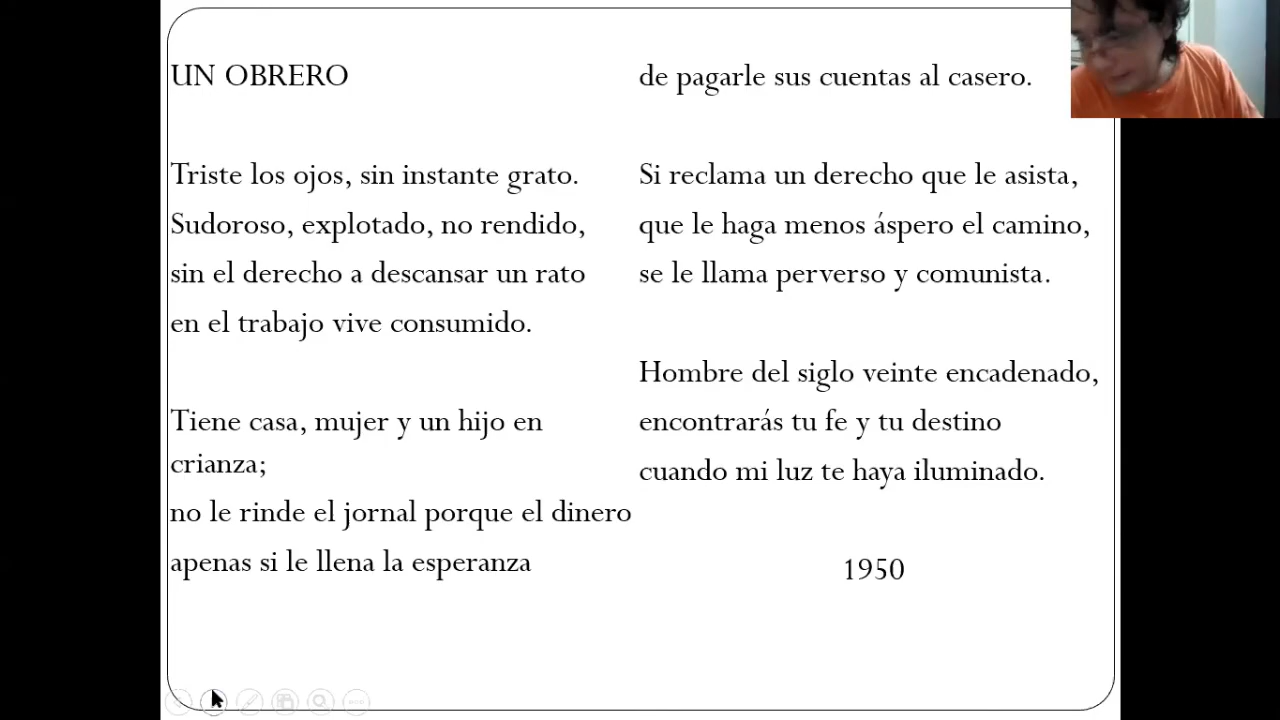 UN OBRERO
Triste los ojos, sin instante grato.
Sudoroso, explotado, no rendido,
sin el derecho a descansar un rato
en el trabajo vive consumido.
Tiene casa, mujer y un hijo en
crianza;
no le rinde el jornal porque el dinero
apenas si le llena la esperanza
de pagarle sus cuentas al casero.
Si reclama un derecho que le asista,
que le haga menos áspero el camino,
se le llama perverso y comunista.
Hombre del siglo veinte encadenado,
encontrarás tu fe y tu destino
cuando mi luz te haya iluminado.
1950